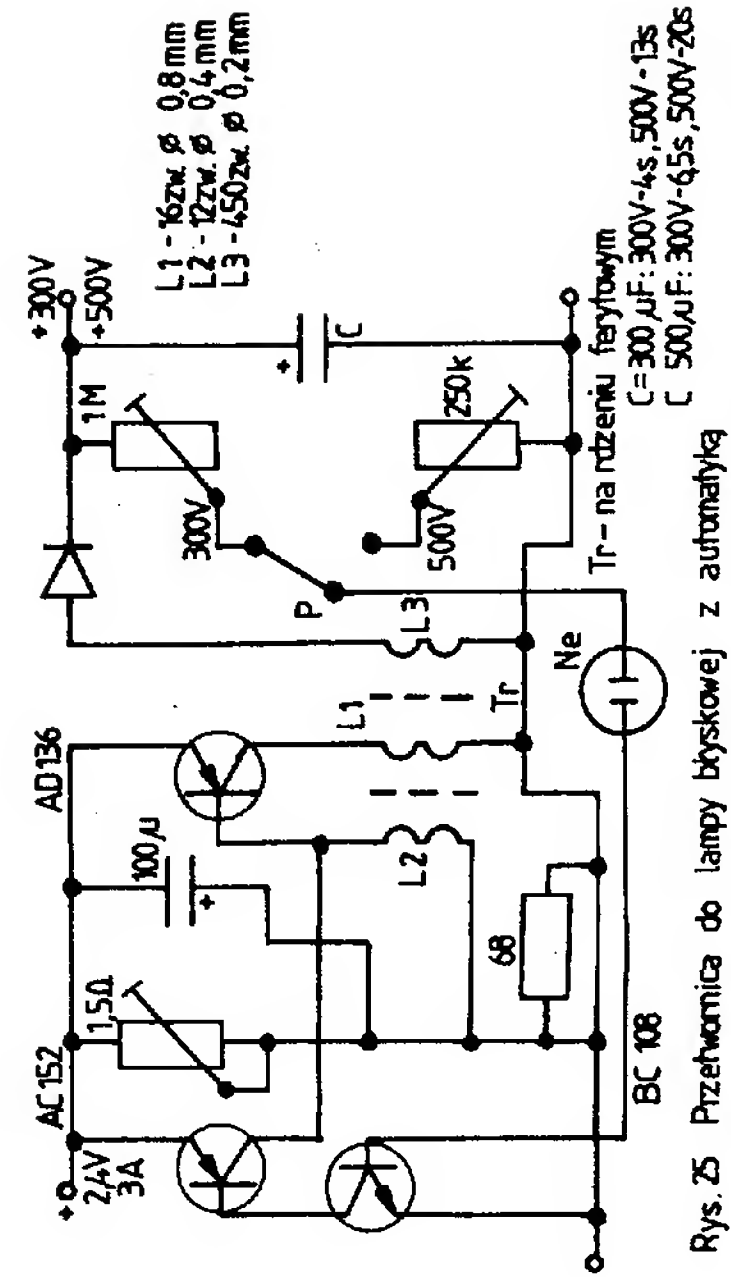 +300V
+500V
L1 - 16zw. ø 0,8mm
L2 - 12zw. ø 0,4mm
L3 - 450zw. ø 0,2mm
AC152
AD136
1M
+
2,4V
3A
1,5Ω
100µ
+
300V
P
+
C
L1
L3
L2
Tr
500V
250k
68
Ne
BC 108
Tr - na rdzeniu ferytowym
C=300µF: 300V-4s, 500V-13s
C 500µF: 300V-6,5s, 500V-20s
Rys. 25 Przetwornica do lampy błyskowej z automatyką